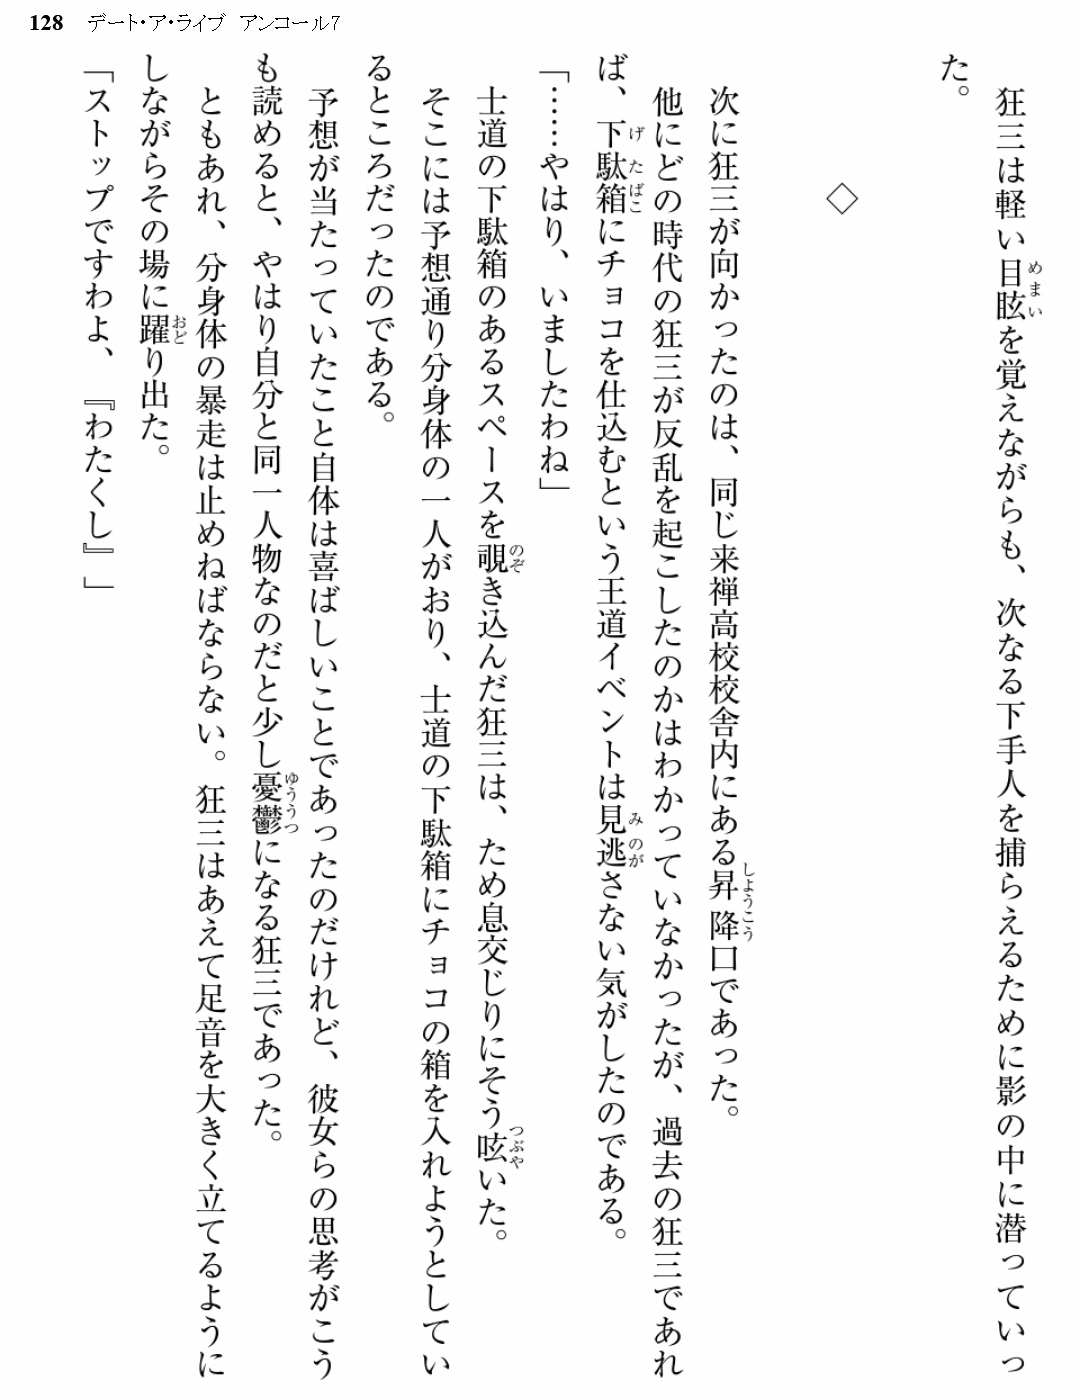 128 デート・ア・ライブ アンコール7
狂三は軽い目眩を覚えながらも、次なる下手人を捕らえるために影の中に潜っていっ
た。
◇
次に狂三が向かったのは、同じ来禅高校校舎内にある昇降口であった。
他にどの時代の狂三が反乱を起こしたのかはわかっていなかったが、過去の狂三であれ
ば、下駄箱にチョコを仕込むという王道イベントは見逃さない気がしたのである。
「……やはり、いましたわね」
士道の下駄箱のあるスペースを覗き込んだ狂三は、ため息交じりにそう呟いた。
そこには予想通り分身体の一人がおり、士道の下駄箱にチョコの箱を入れようとしてい
るところだったのである。
予想が当たっていたこと自体は喜ばしいことであったのだけれど、彼女らの思考がこう
も読めると、やはり自分と同一人物なのだと少し憂鬱になる狂三であった。
ともあれ、分身体の暴走は止めねばならない。狂三はあえて足音を大きく立てるように
しながらその場に躍り出た。
「ストップですわよ、『わたくし』」